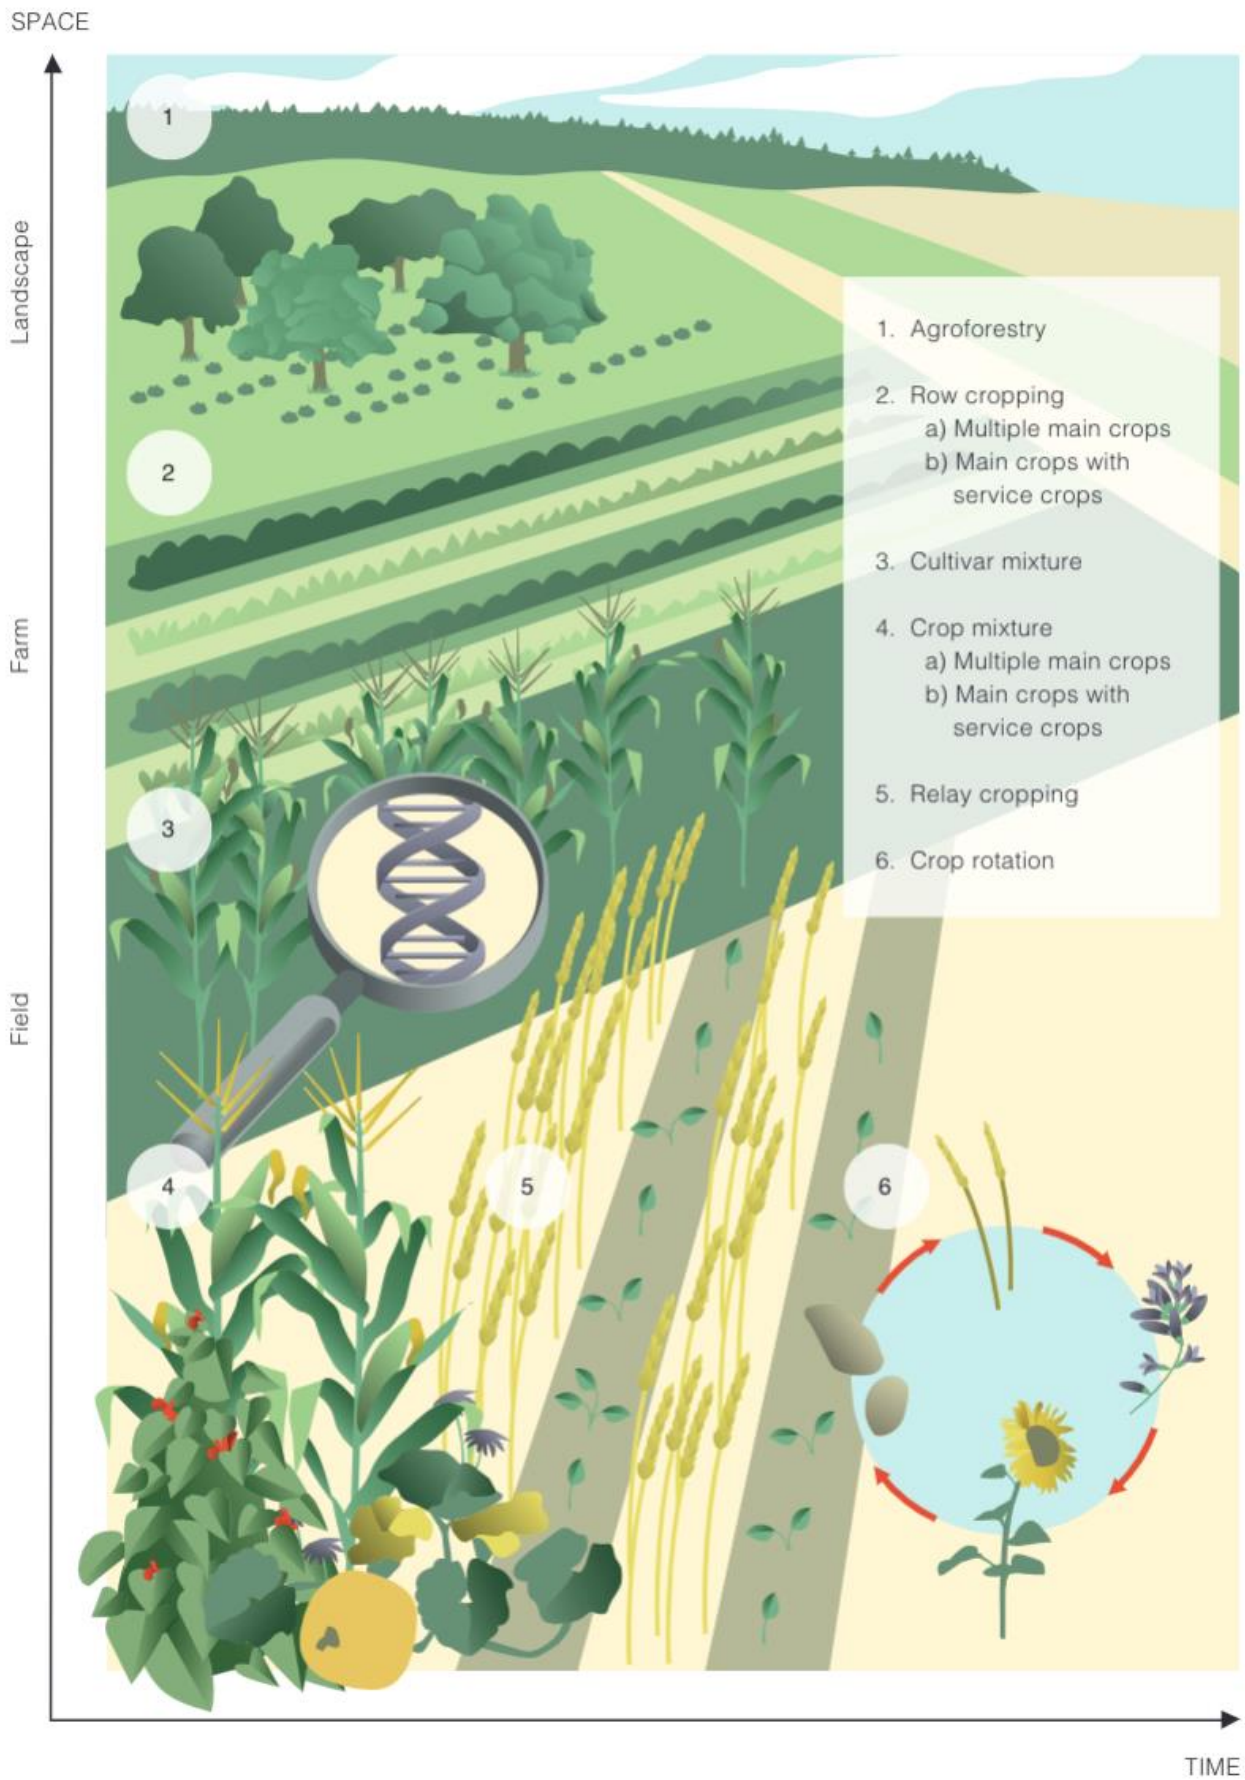 SPACE
1
Landscape
1. Agroforestry
2. Row cropping
a) Multiple main crops
b) Main crops with
service crops
2
3. Cultivar mixture
Farm
4. Crop mixture
a) Multiple main crops
b) Main crops with
service crops
5. Relay cropping
3
6. Crop rotation
Field
4
5
6
TIME